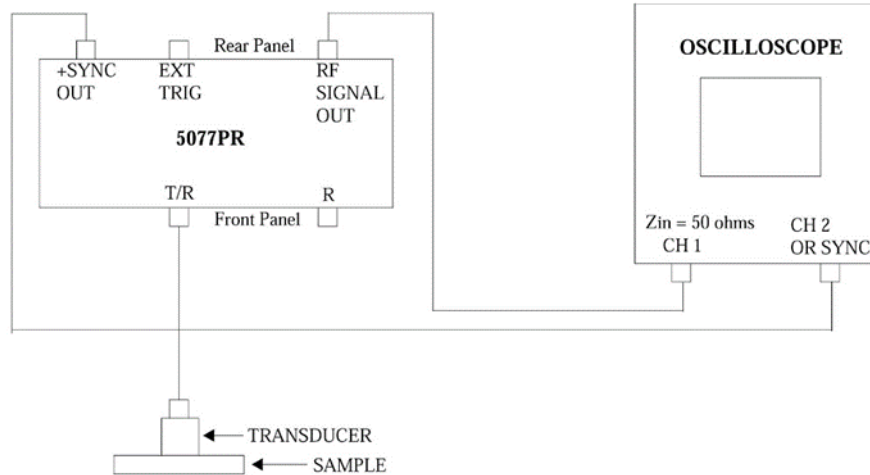 Rear Panel
+SYNC
OUT
EXT
TRIG
RF
SIGNAL
OUT
5077PR
T/R
R
Front Panel
OSCILLOSCOPE
Zin = 50 ohms
CH 1
CH 2
OR SYNC
TRANSDUCER
SAMPLE